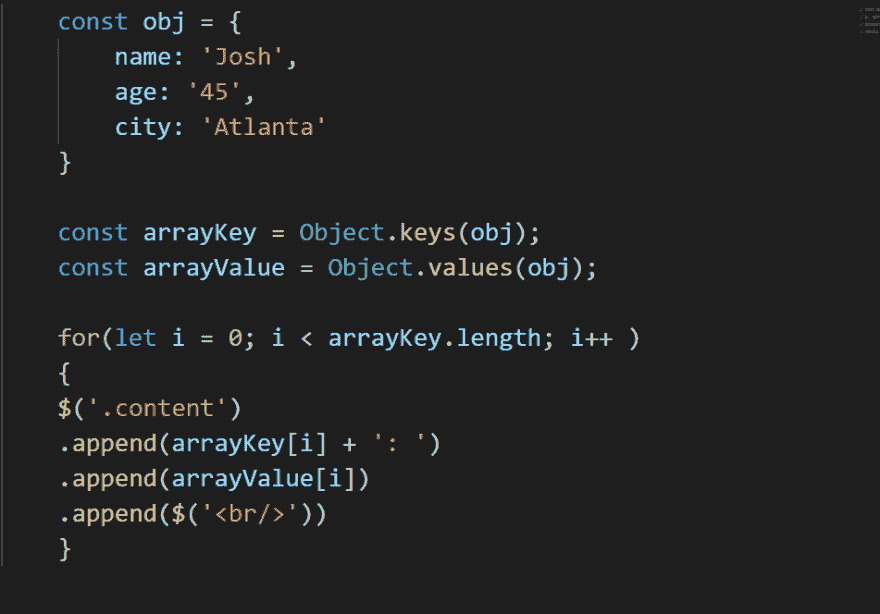 const obj = {
    name: 'Josh',
    age: '45',
    city: 'Atlanta'
}

const arrayKey = Object.keys(obj);
const arrayValue = Object.values(obj);

for(let i = 0; i < arrayKey.length; i++ )
{
$('.content')
.append(arrayKey[i] + ': ')
.append(arrayValue[i])
.append($('<br/>'))
}